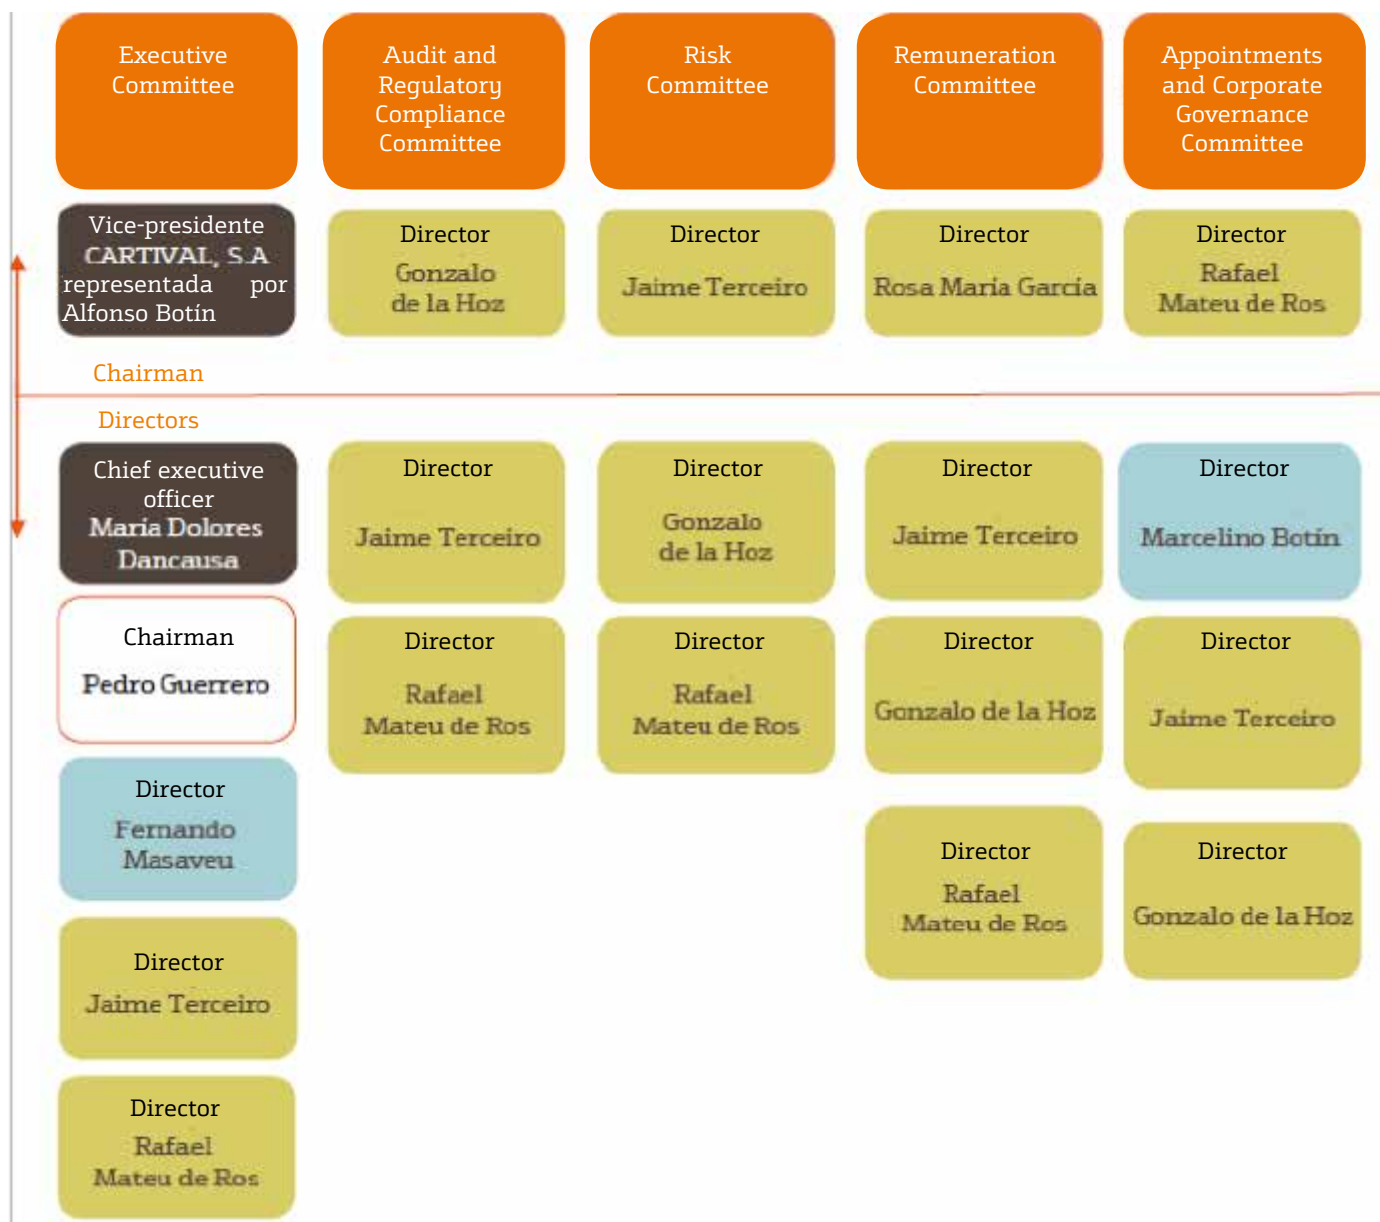 Executive
Committee
Audit and
Regulatory
Compliance
Committee
Risk
Committee
Remuneration
Committee
Appointments
and Corporate
Governance
Committee
Vice-presidente
CARTIVAL, S.A
representada por
Alfonso Botín
Director
Gonzalo
de la Hoz
Director
Jaime Terceiro
Director
Rosa María García
Director
Rafael
Mateu de Ros
Chairman
Directors
Chief executive
officer
María Dolores
Dancausa
Director
Jaime Terceiro
Director
Gonzalo
de la Hoz
Director
Jaime Terceiro
Director
Marcelino Botín
Chairman
Pedro Guerrero
Director
Rafael
Mateu de Ros
Director
Rafael
Mateu de Ros
Director
Gonzalo de la Hoz
Director
Jaime Terceiro
Director
Fernando
Masaveu
Director
Rafael
Mateu de Ros
Director
Gonzalo de la Hoz
Director
Jaime Terceiro
Director
Rafael
Mateu de Ros